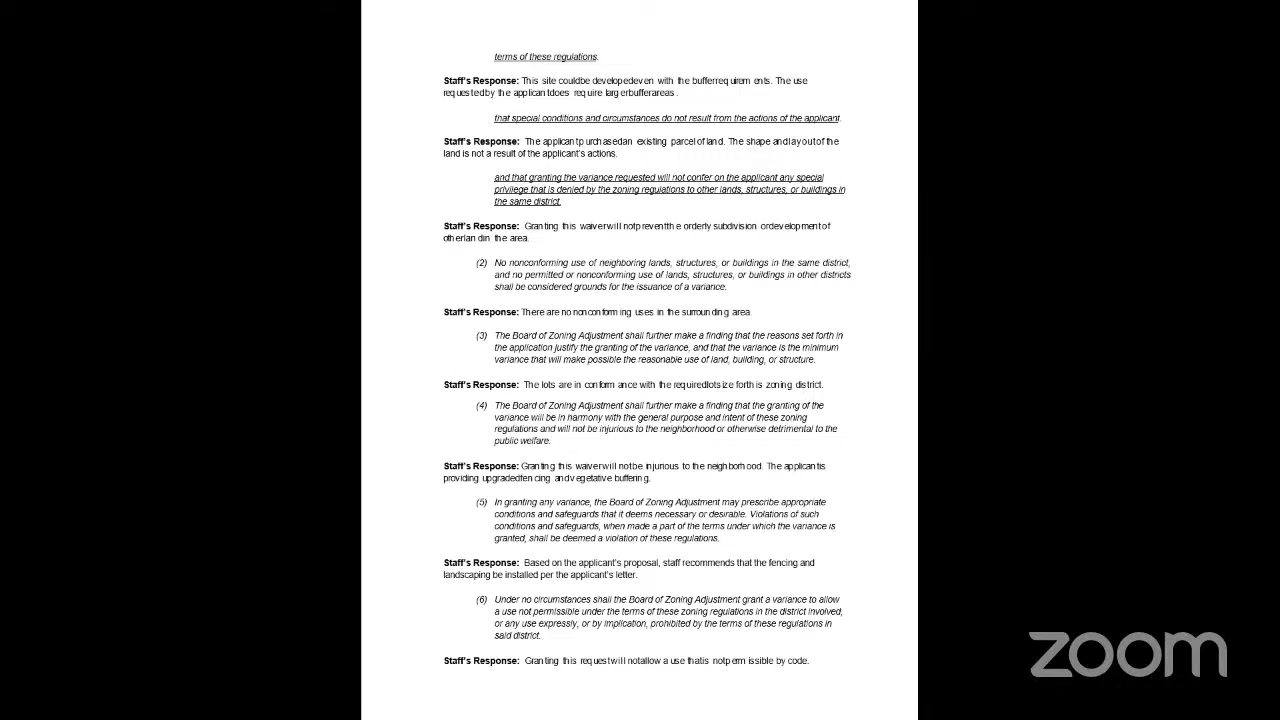 terms of these regulations.
Staff's Response: This site could be developed even with the buffer requirements. The use
requested by the applicant does require larger buffer areas.
that special conditions and circumstances do not result from the actions of the applicant.
Staff's Response: The applicant purchased an existing parcel of land. The shape and layout of the
land is not a result of the applicant's actions.
and that granting the variance requested will not confer on the applicant any special
privilege that is denied by the zoning regulations to other lands, structures, or buildings in
the same district.
Staff's Response: Granting this waiver will not prevent the orderly subdivision or development of
other land in the area.
(2) No nonconforming use of neighboring lands, structures, or buildings in the same district,
and no permitted or nonconforming use of lands, structures, or buildings in other districts
shall be considered grounds for the issuance of a variance.
Staff's Response: There are no nonconforming uses in the surrounding area.
(3) The Board of Zoning Adjustment shall further make a finding that the reasons set forth in
the application justify the granting of the variance, and that the variance is the minimum
variance that will make possible the reasonable use of land, building, or structure.
Staff's Response: The lots are in conformance with the required lot size for this zoning district.
(4) The Board of Zoning Adjustment shall further make a finding that the granting of the
variance will be in harmony with the general purpose and intent of these zoning
regulations and will not be injurious to the neighborhood or otherwise detrimental to the
public welfare.
Staff's Response: Granting this waiver will not be injurious to the neighborhood. The applicant is
providing upgraded fencing and vegetative buffering.
(5) In granting any variance, the Board of Zoning Adjustment may prescribe appropriate
conditions and safeguards that it deems necessary or desirable. Violations of such
conditions and safeguards, when made a part of the terms under which the variance is
granted, shall be deemed a violation of these regulations.
Staff's Response: Based on the applicant's proposal, staff recommends that the fencing and
landscaping be installed per the applicant's letter.
(6) Under no circumstances shall the Board of Zoning Adjustment grant a variance to allow
a use not permissible under the terms of these zoning regulations in the district involved,
or any use expressly, or by implication, prohibited by the terms of these regulations in
said district.
Staff's Response: Granting this request will not allow a use that is not permissible by code.
zoom